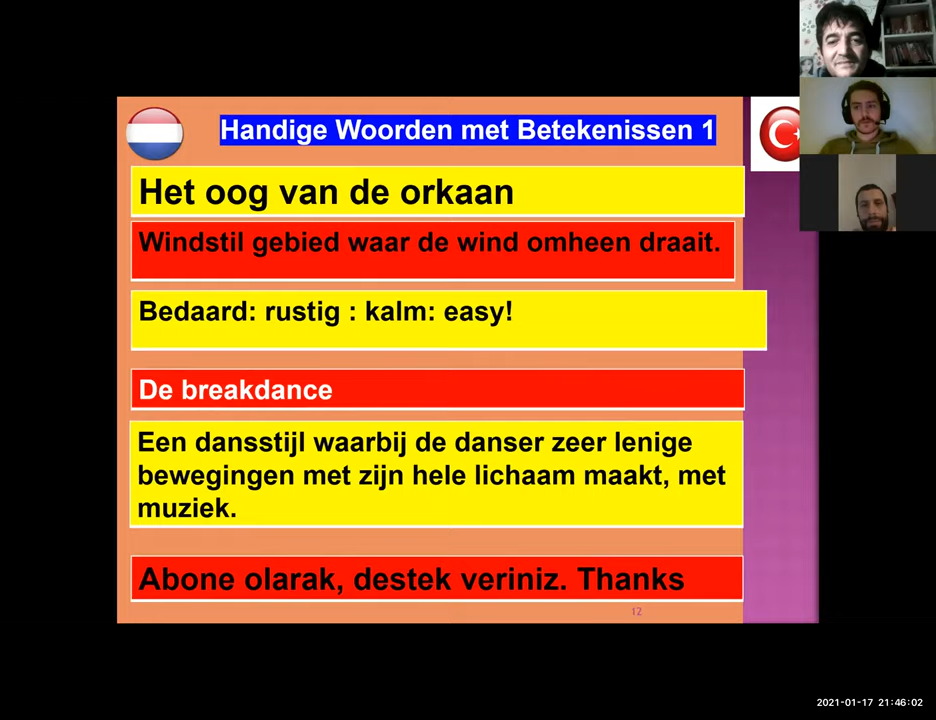 Handige Woorden met Betekenissen 1
Het oog van de orkaan
Windstil gebied waar de wind omheen draait.
Bedaard: rustig : kalm: easy!
De breakdance
Een dansstijl waarbij de danser zeer lenige
bewegingen met zijn hele lichaam maakt, met
muziek.
Abone olarak, destek veriniz. Thanks
12
2021-01-17 21:46:02